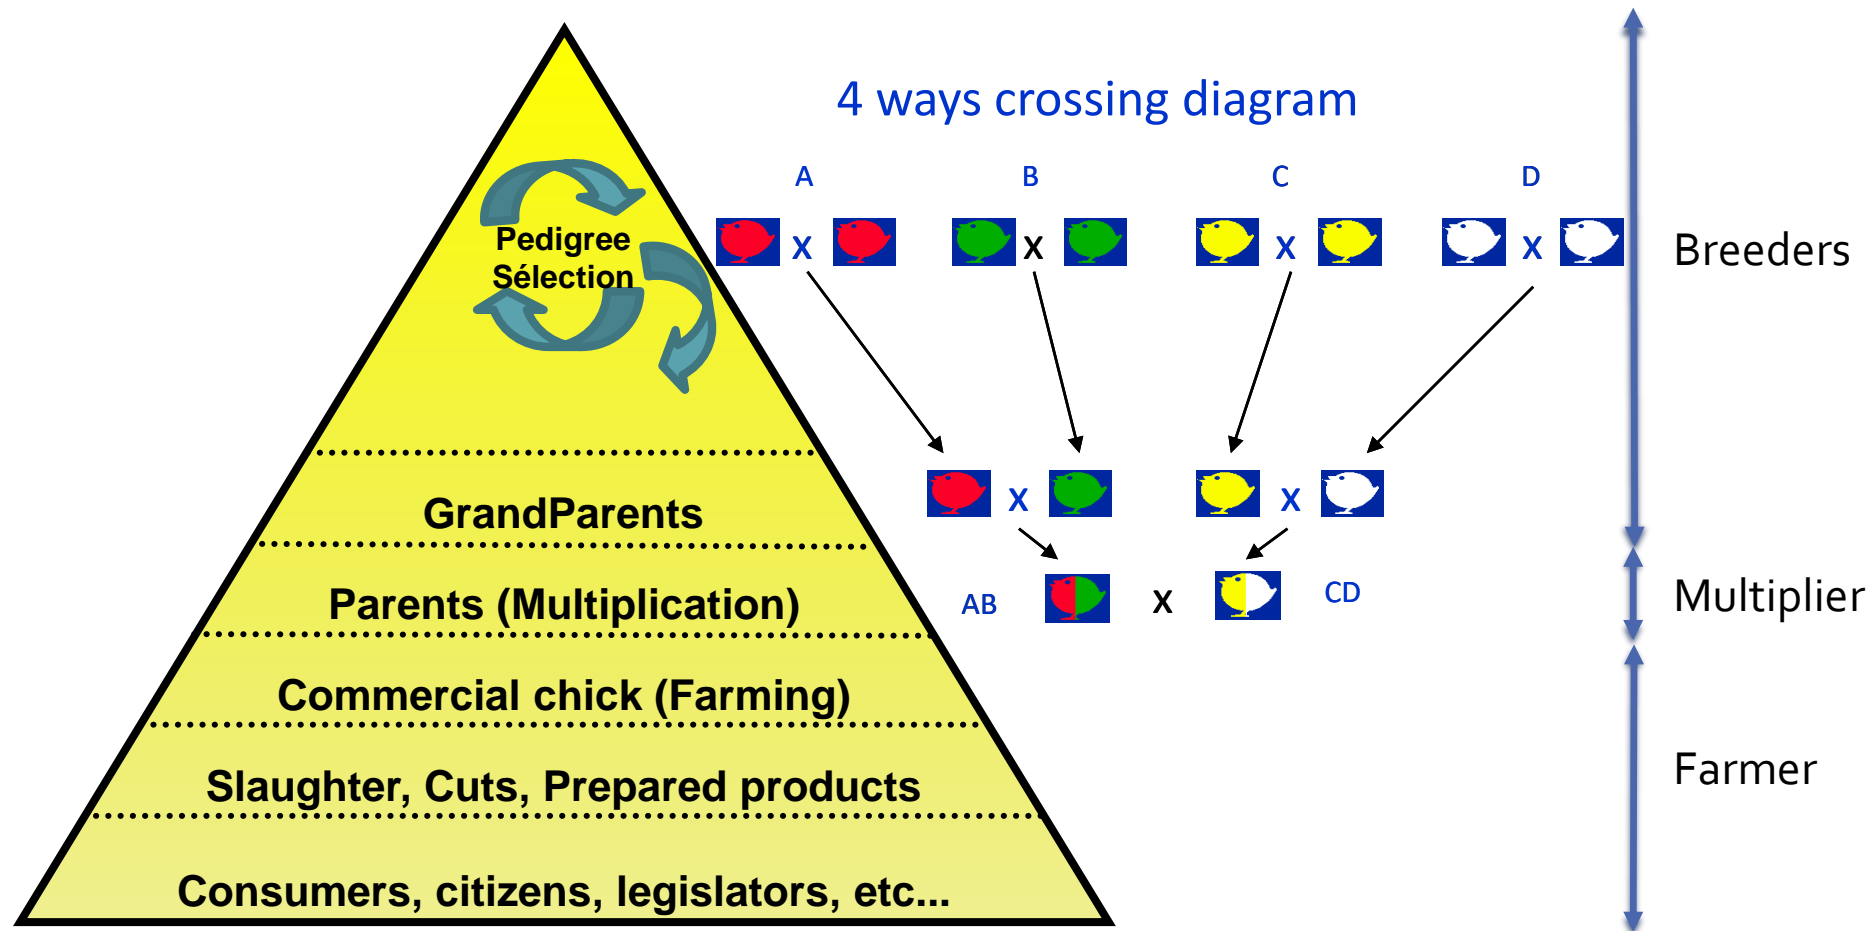 4 ways crossing diagram
A
B
C
D
Pedigree
Sélection
X
X
X
X
Breeders
GrandParents
X
X
Parents (Multiplication)
AB
X
CD
Multiplier
Commercial chick (Farming)
Slaughter, Cuts, Prepared products
Farmer
Consumers, citizens, legislators, etc...